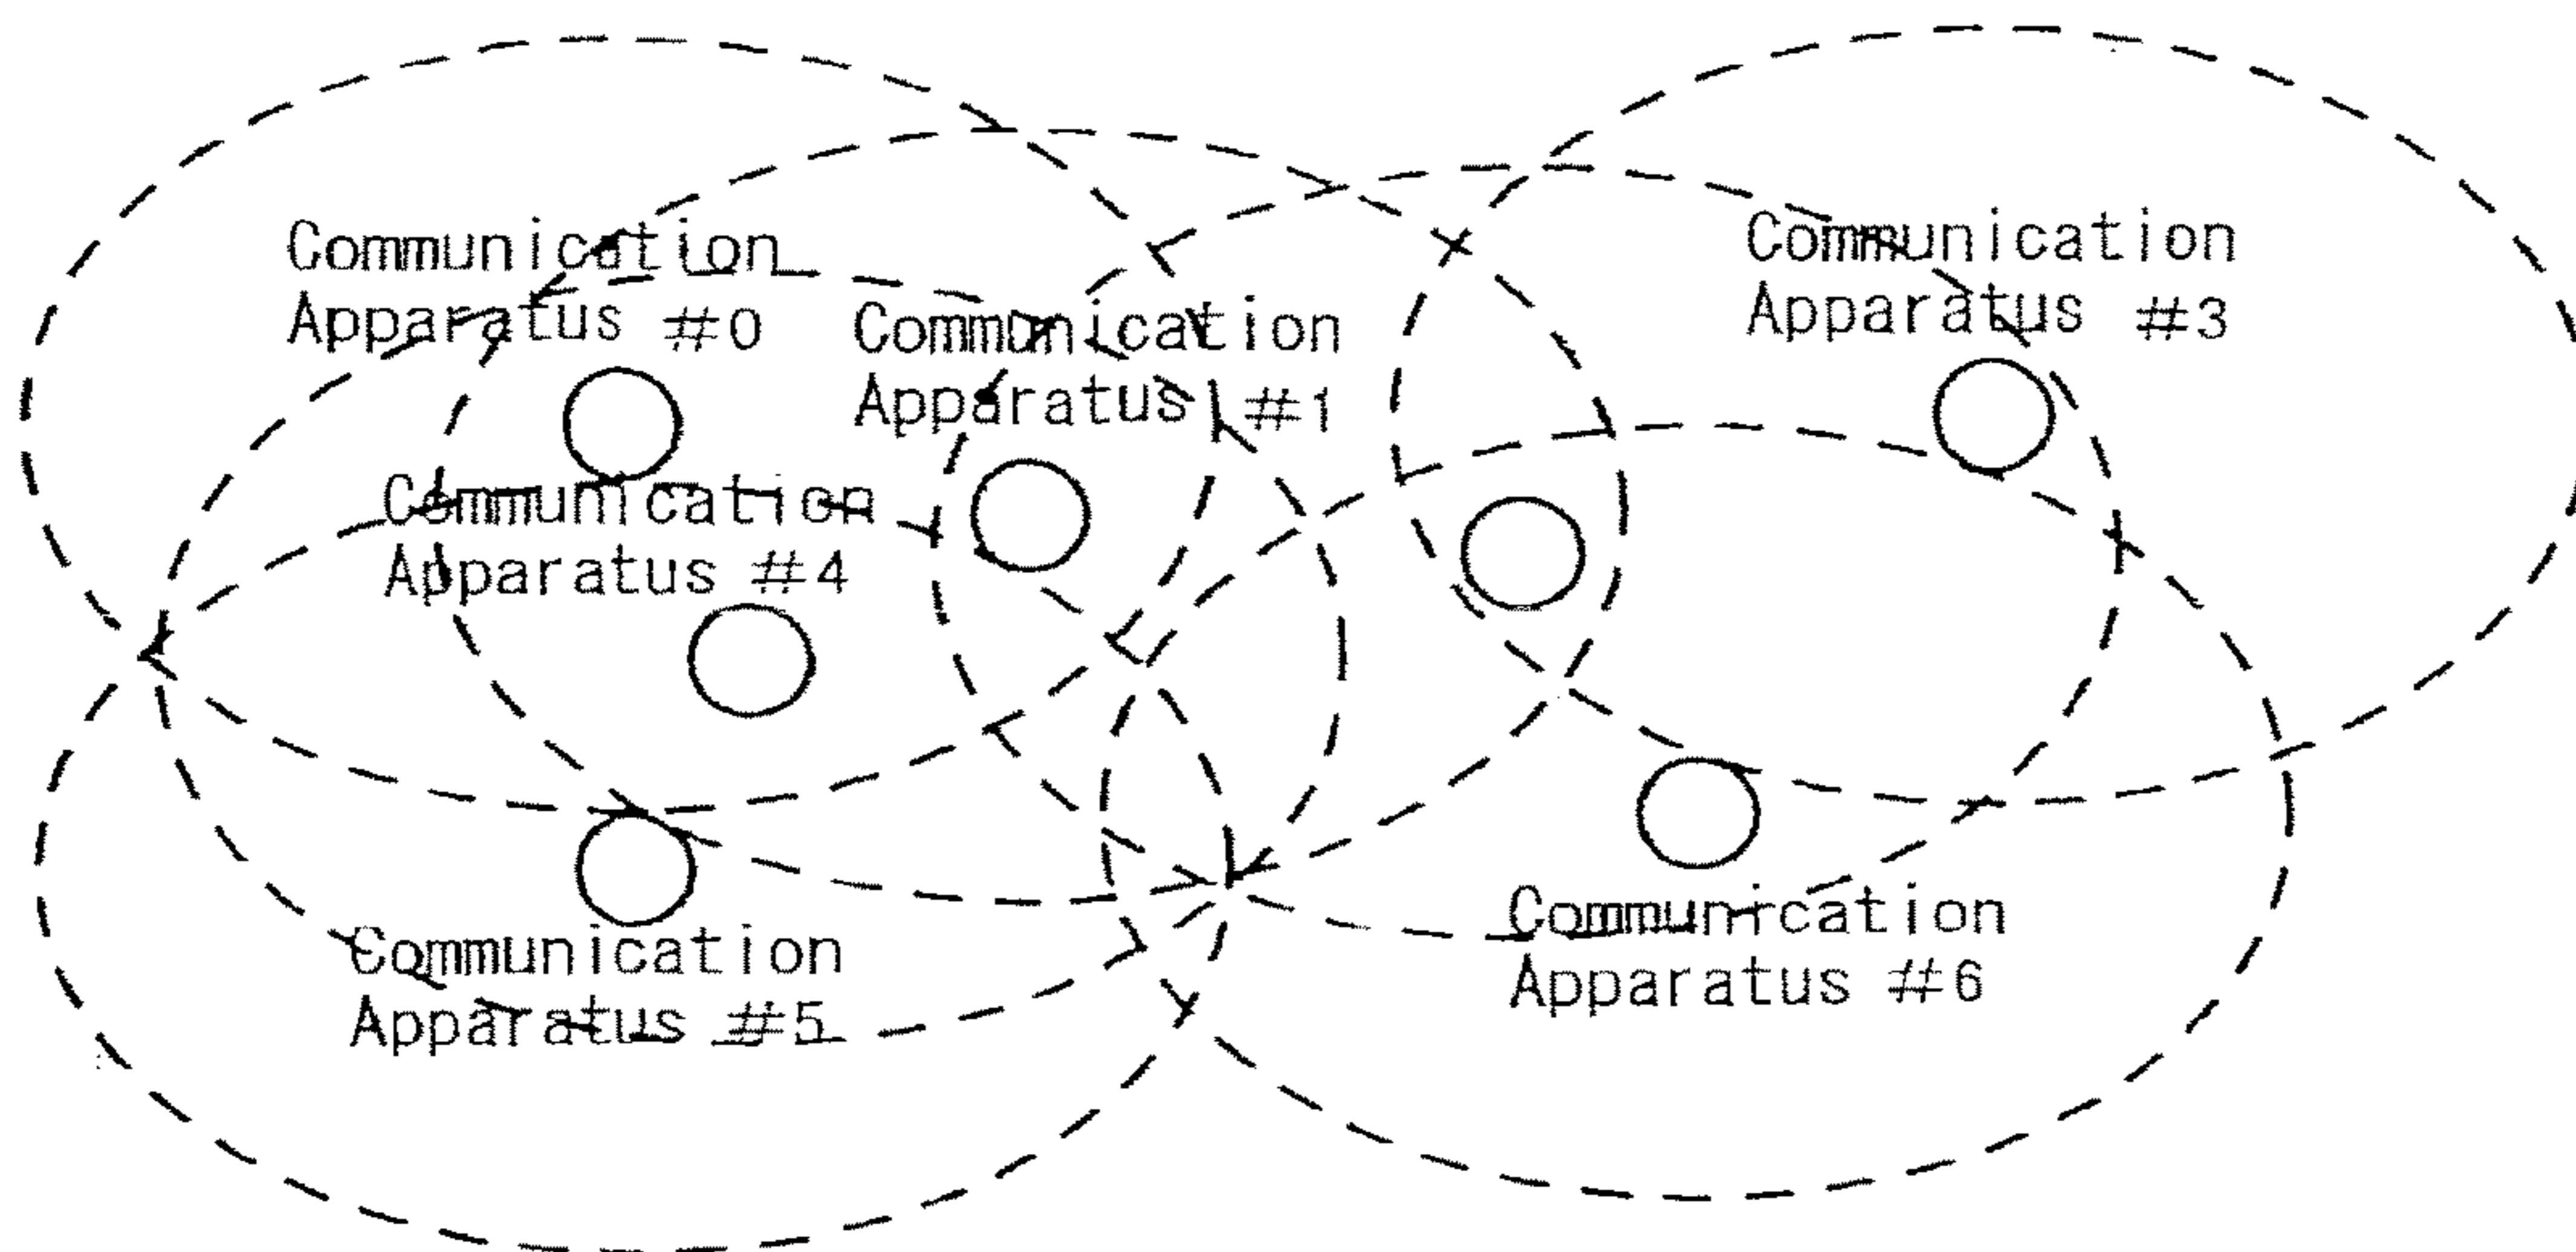 Communication
Apparatus #0
Communication
Apparatus #1
Communication
Apparatus #3
Communication
Apparatus #4
Communication
Apparatus #5
Communication
Apparatus #6